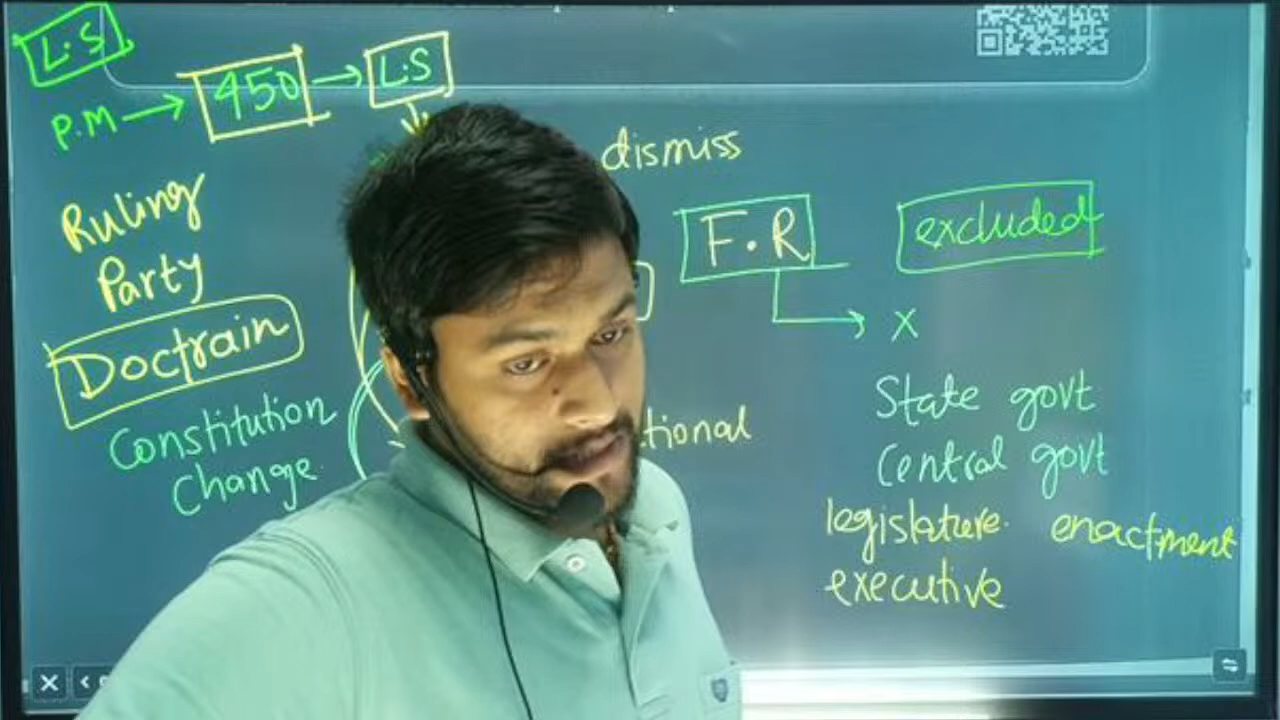 L.S
P.M → 450 → L.S
Ruling
Party
Doctrain
Constitution
Change.
dismiss
F.R
excluded
x
tional
State govt
Central govt
legislature. enactment
executive